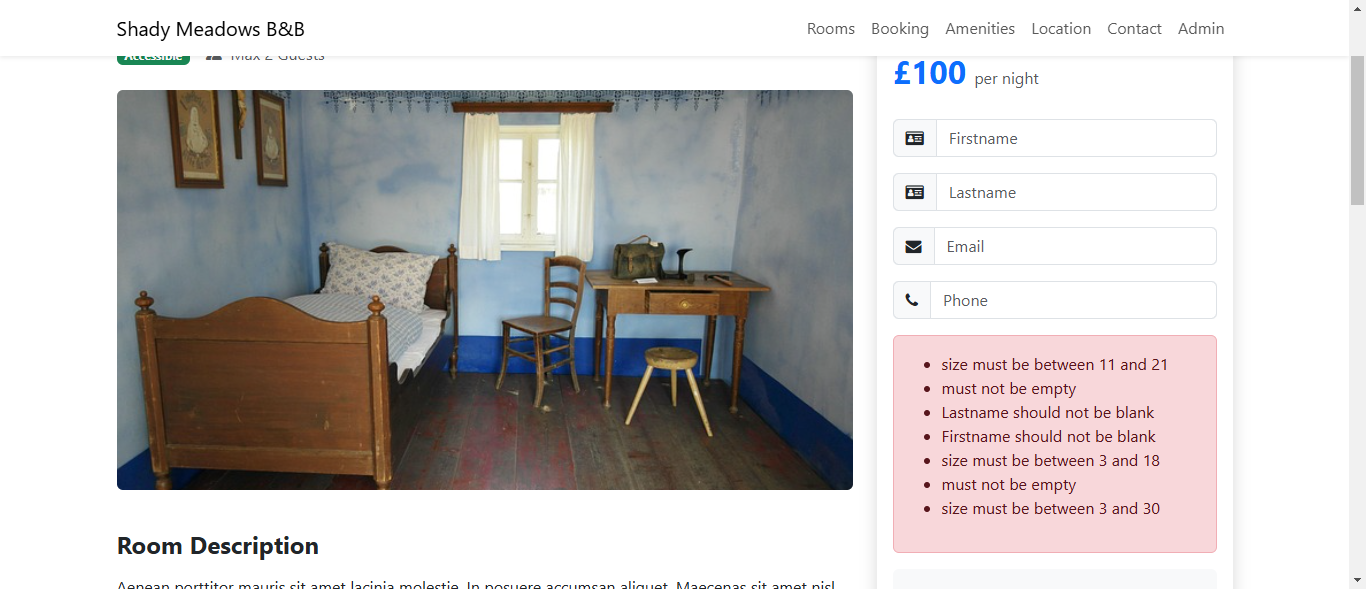 Shady Meadows B&B
Rooms Booking Amenities Location Contact Admin
Accessible Max 2 Guests
£100 per night
Firstname
Lastname
Email
Phone
size must be between 11 and 21
must not be empty
Lastname should not be blank
Firstname should not be blank
size must be between 3 and 18
must not be empty
size must be between 3 and 30
Room Description
Aenean porttitor mauris sit amet lacinia molestie. In posuere accumsan aliquet. Maecenas sit amet nisl